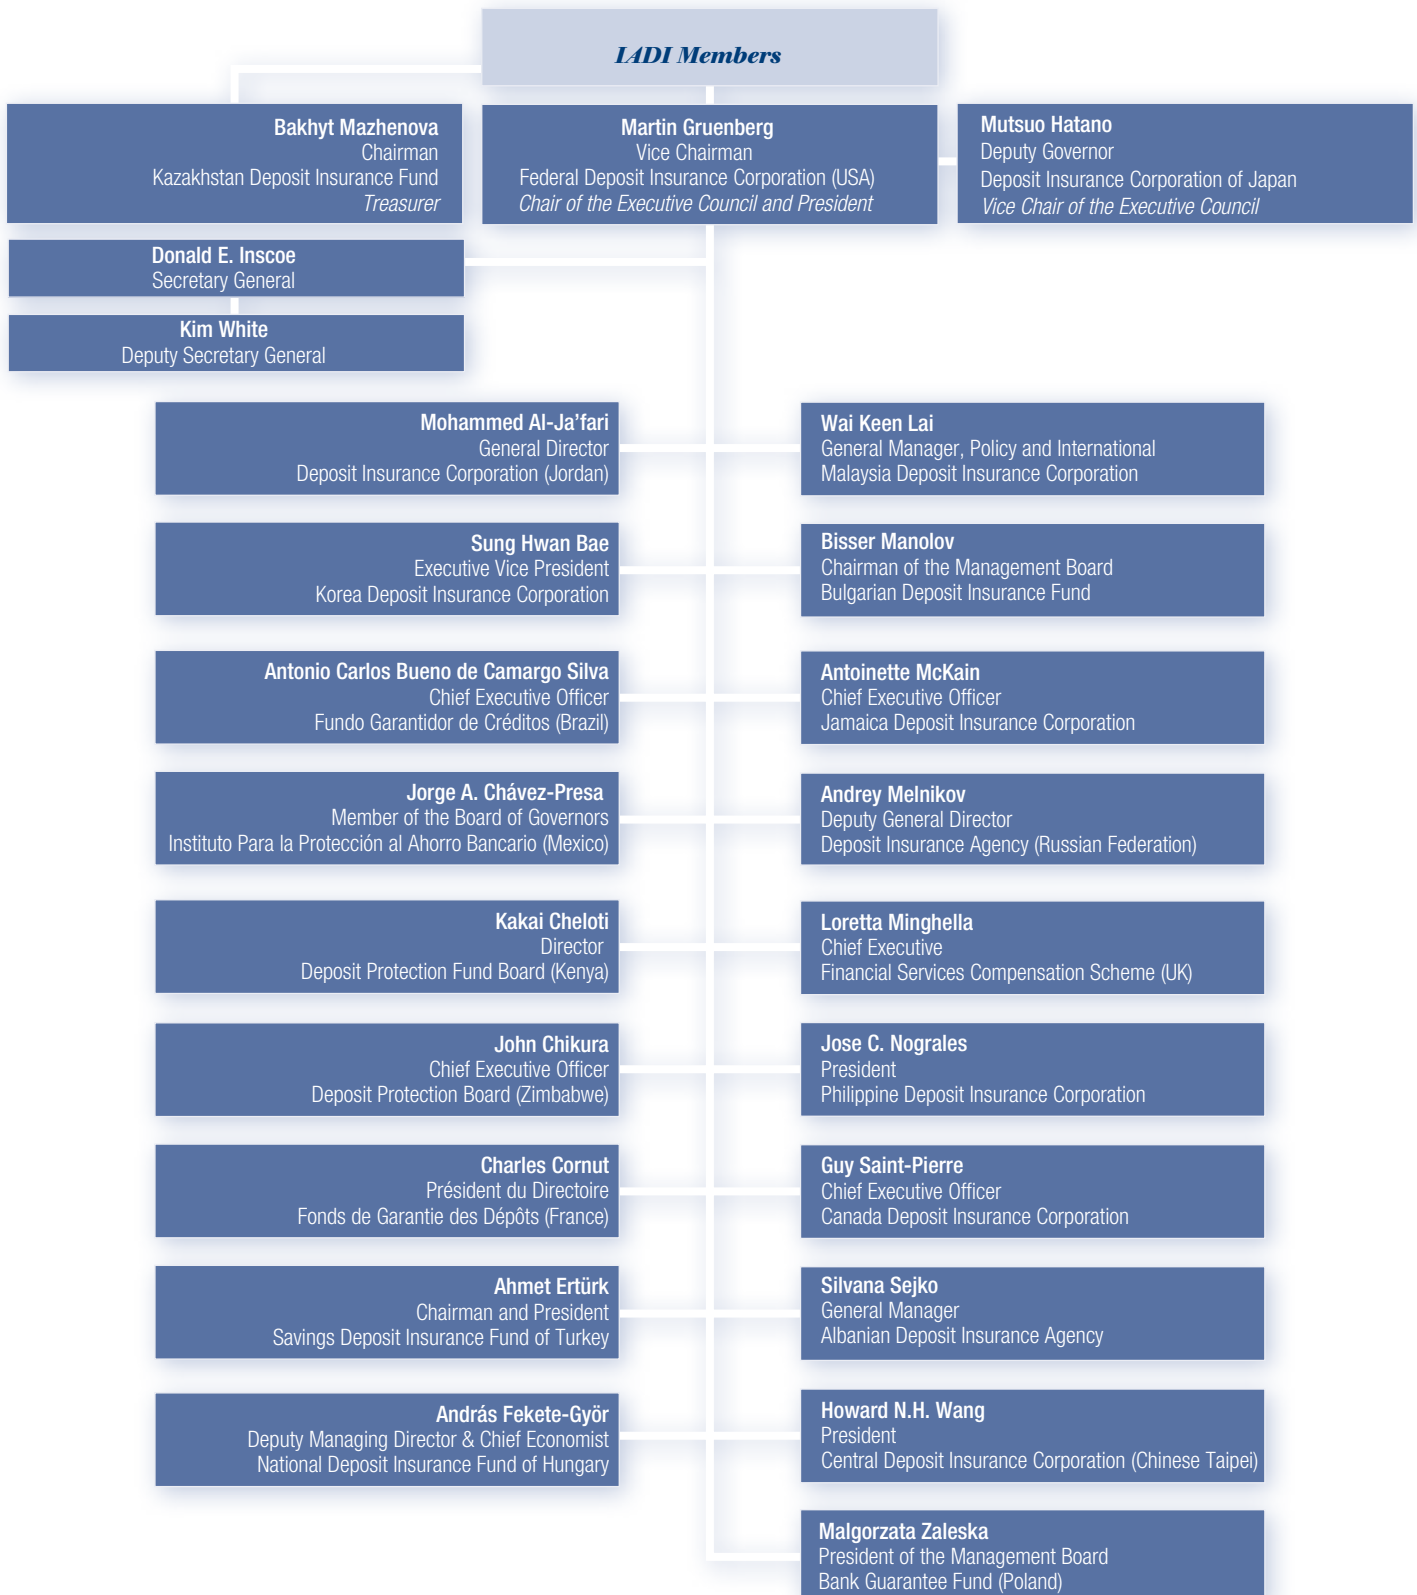 IADI Members
Bakhyt Mazhenova
Chairman
Kazakhstan Deposit Insurance Fund
Treasurer
Martin Gruenberg
Vice Chairman
Federal Deposit Insurance Corporation (USA)
Chair of the Executive Council and President
Mutsuo Hatano
Deputy Governor
Deposit Insurance Corporation of Japan
Vice Chair of the Executive Council
Donald E. Inscoe
Secretary General
Kim White
Deputy Secretary General
Mohammed Al-Ja’fari
General Director
Deposit Insurance Corporation (Jordan)
Wai Keen Lai
General Manager, Policy and International
Malaysia Deposit Insurance Corporation
Sung Hwan Bae
Executive Vice President
Korea Deposit Insurance Corporation
Bisser Manolov
Chairman of the Management Board
Bulgarian Deposit Insurance Fund
Antonio Carlos Bueno de Camargo Silva
Chief Executive Officer
Fundo Garantidor de Créditos (Brazil)
Antoinette McKain
Chief Executive Officer
Jamaica Deposit Insurance Corporation
Jorge A. Chávez-Presa
Member of the Board of Governors
Instituto Para la Protección al Ahorro Bancario (Mexico)
Andrey Melnikov
Deputy General Director
Deposit Insurance Agency (Russian Federation)
Kakai Cheloti
Director
Deposit Protection Fund Board (Kenya)
Loretta Minghella
Chief Executive
Financial Services Compensation Scheme (UK)
John Chikura
Chief Executive Officer
Deposit Protection Board (Zimbabwe)
Jose C. Nograles
President
Philippine Deposit Insurance Corporation
Charles Cornut
Président du Directoire
Fonds de Garantie des Dépôts (France)
Guy Saint-Pierre
Chief Executive Officer
Canada Deposit Insurance Corporation
Ahmet Ertürk
Chairman and President
Savings Deposit Insurance Fund of Turkey
Silvana Sejko
General Manager
Albanian Deposit Insurance Agency
András Fekete-Györ
Deputy Managing Director & Chief Economist
National Deposit Insurance Fund of Hungary
Howard N.H. Wang
President
Central Deposit Insurance Corporation (Chinese Taipei)
Malgorzata Zaleska
President of the Management Board
Bank Guarantee Fund (Poland)